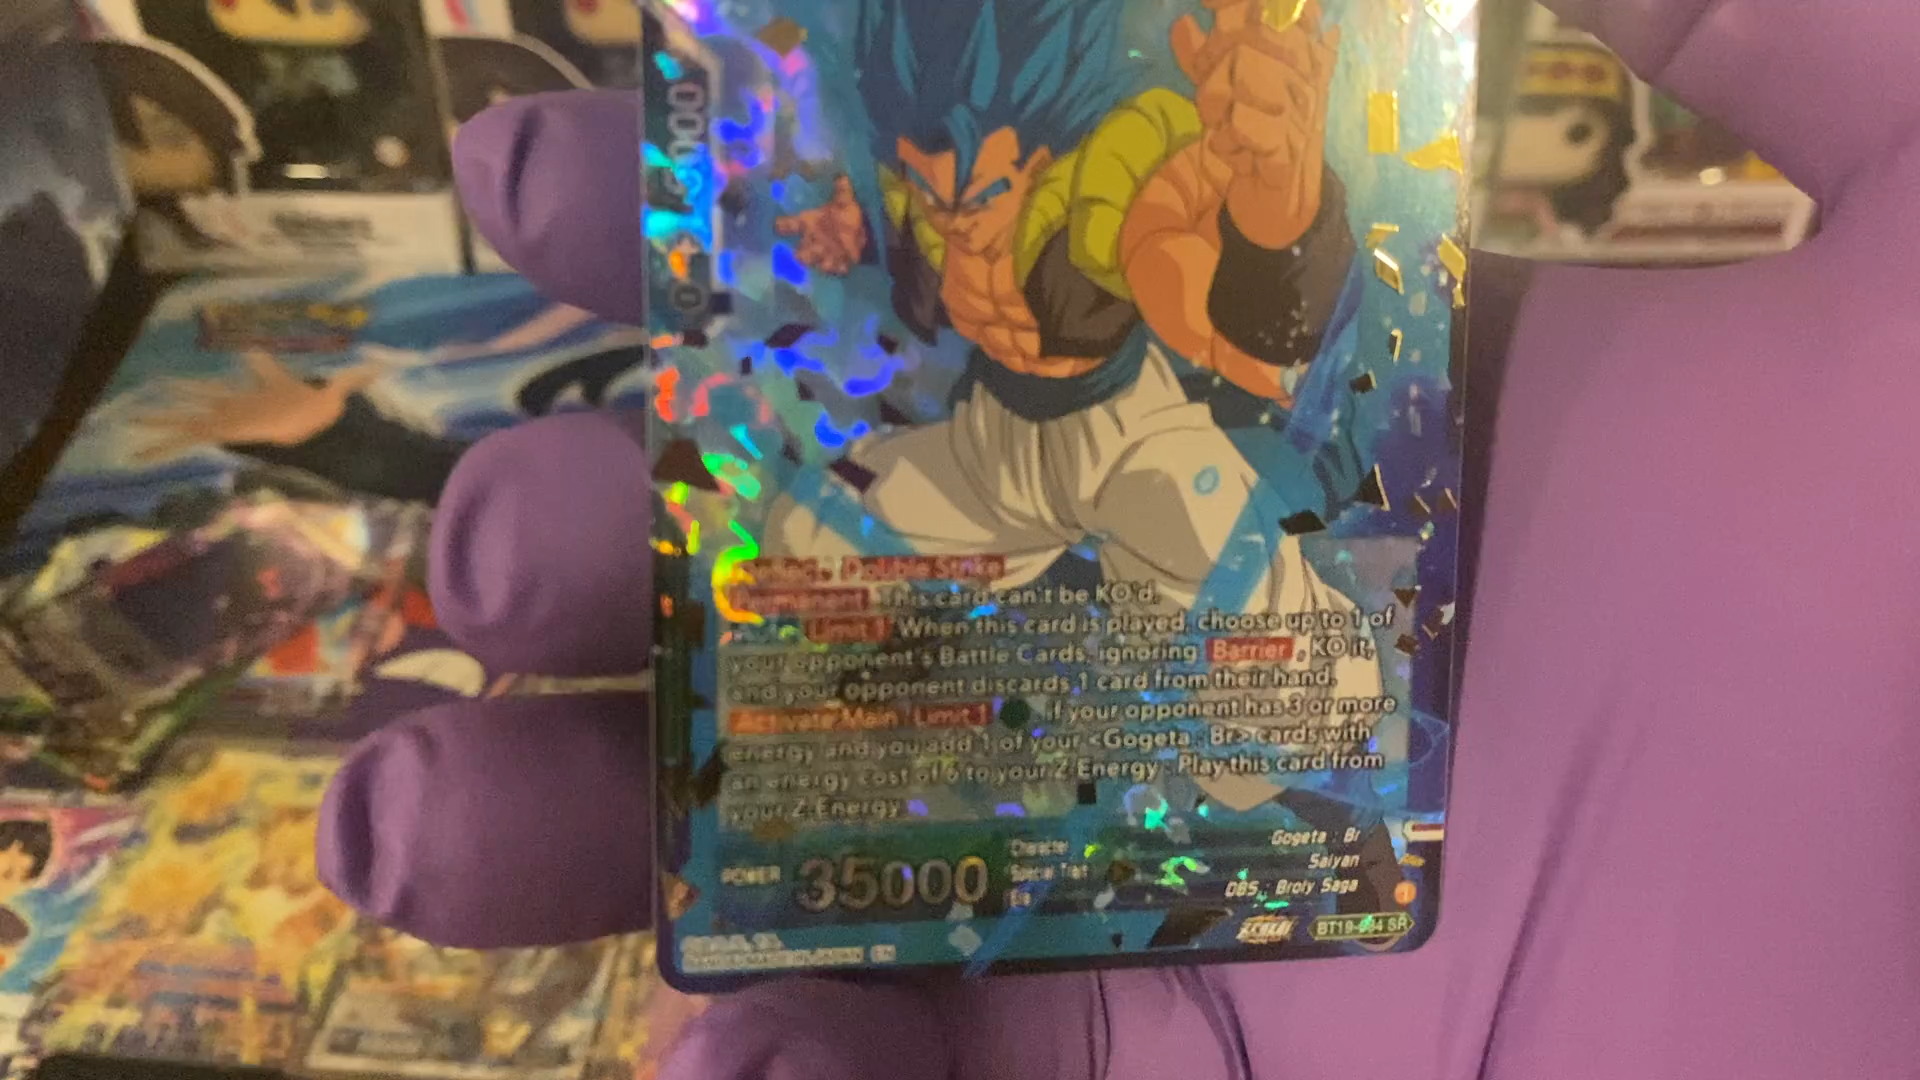 Double Strike
Permanent This card can't be KO'd.
Limit 1 When this card is played, choose up to 1 of
your opponent's Battle Cards, ignoring Barrier, KO it,
and your opponent discards 1 card from their hand.
Activate Main Limit 1 , if your opponent has 3 or more
energy and you add 1 of your <Gogeta : Br> cards with
an energy cost of 6 to your Z-Energy : Play this card from
your Z-Energy.
POWER 35000
Character Gogeta : Br
Special Trait Saiyan
Era DBS : Broly Saga
BT19-084 SR